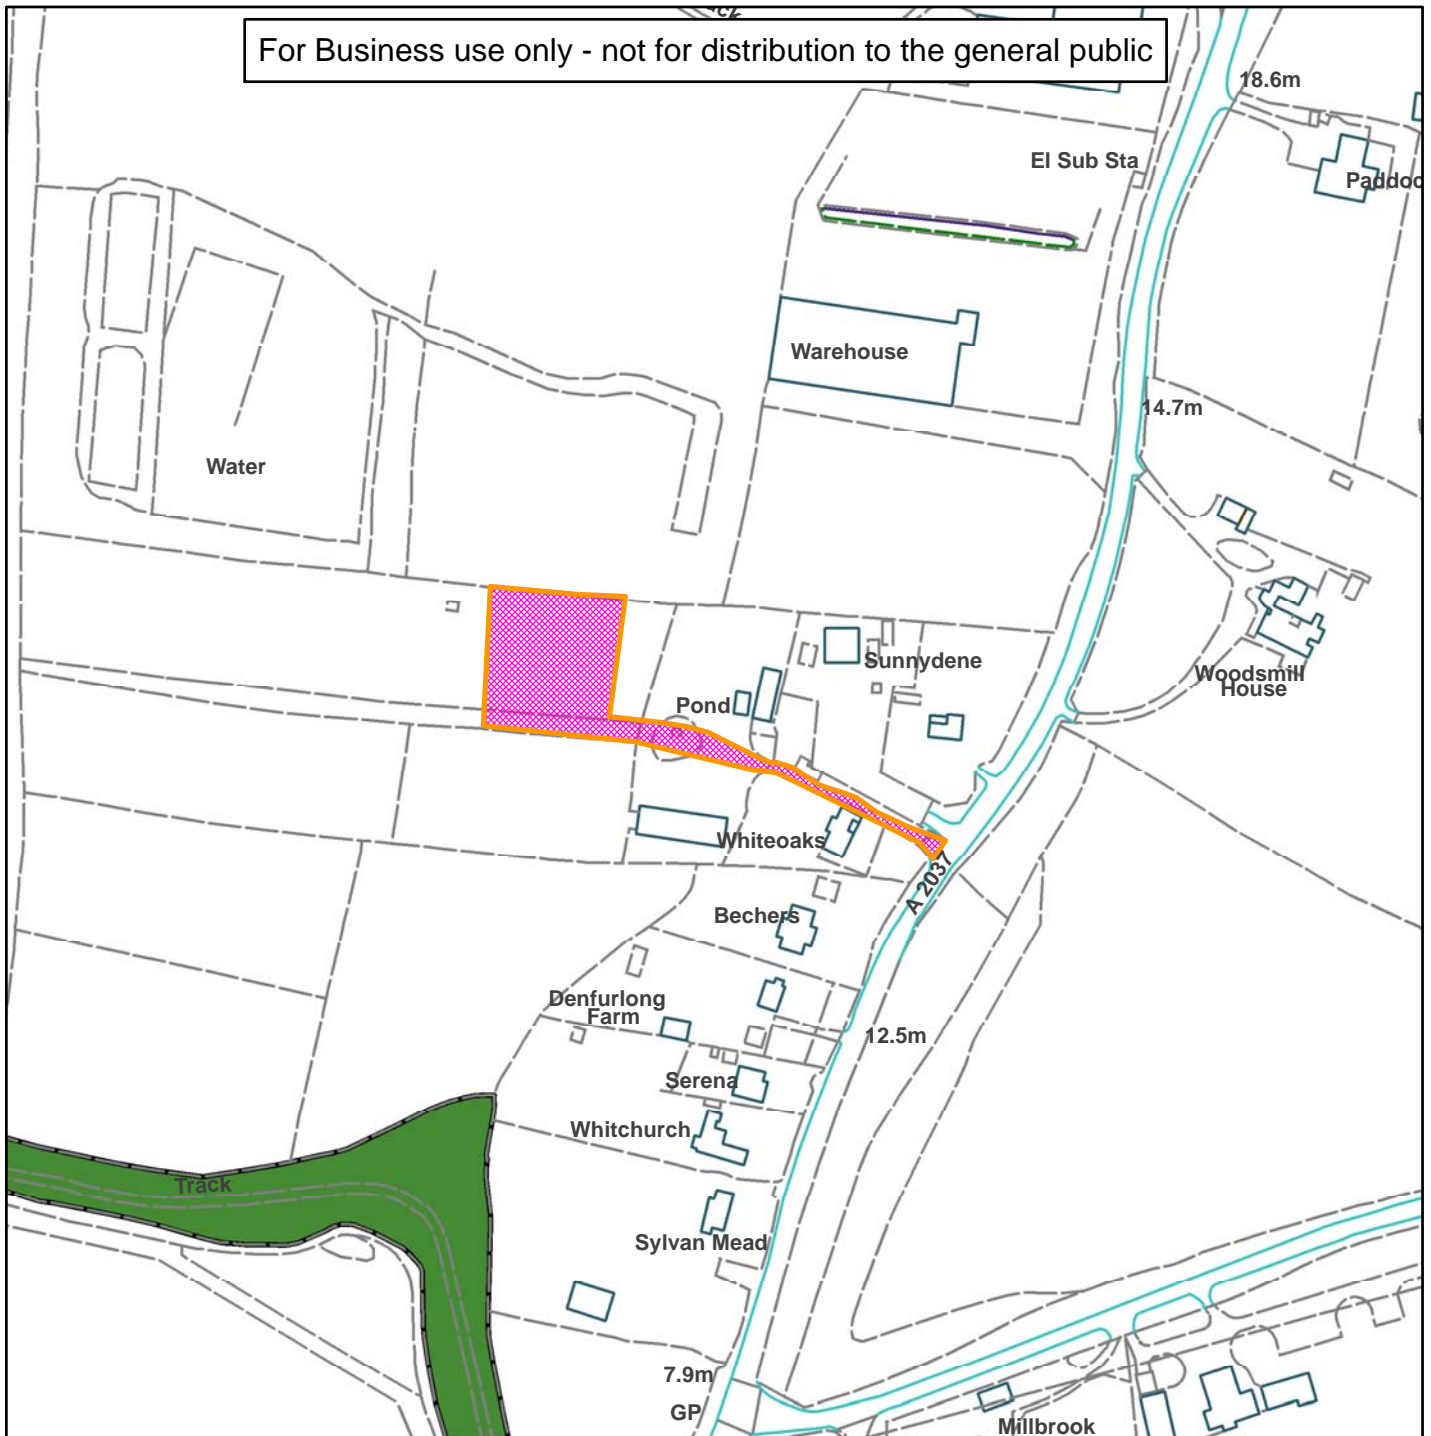 For Business use only - not for distribution to the general public
18.6m
El Sub Sta
Paddoc
Warehouse
14.7m
Water
Sunnydene
Woodsmill
House
Pond
Whiteoaks
A 2037
Bechers
Denfurlong
Farm
12.5m
Serena
Whitchurch
Track
Sylvan Mead
7.9m
GP
Millbrook